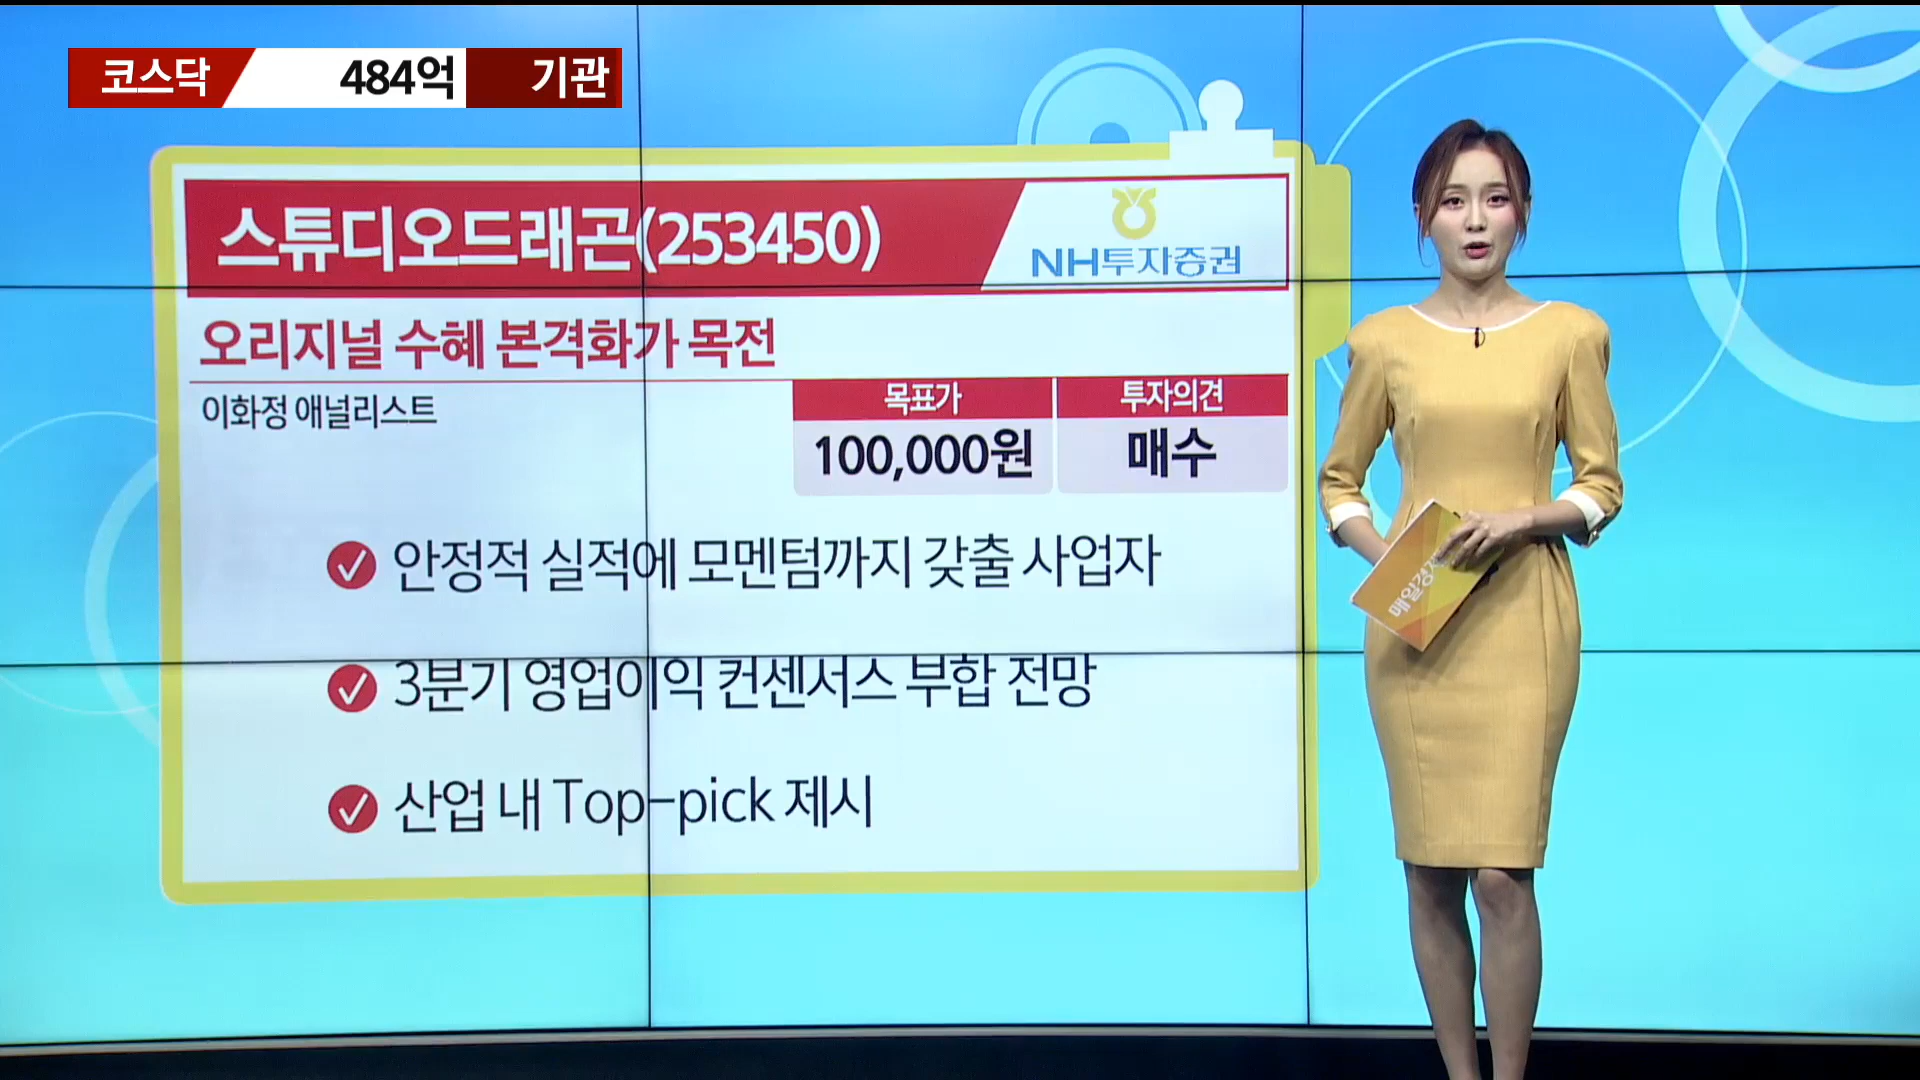 코스닥 484억 기관
스튜디오드래곤(253450)
NH투자증권
오리지널 수혜 본격화가 목전
이화정 애널리스트
목표가 투자의견
100,000원 매수
안정적 실적에 모멘텀까지 갖출 사업자
3분기 영업이익 컨센서스 부합 전망
산업 내 Top-pick 제시
매일경제